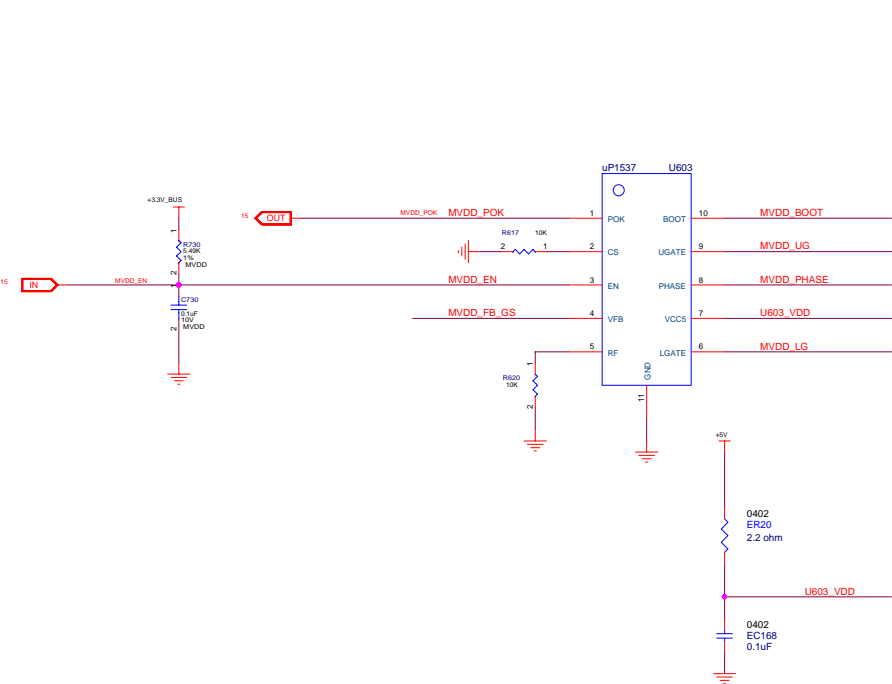 uP1537 U603
+3.3V_BUS
15 OUT MVDD_POK MVDD_POK 1 POK BOOT 10 MVDD_BOOT
R617 10K
2 1 2 CS UGATE 9 MVDD_UG
1
R730
5.49K
1%
MVDD
2
15 IN MVDD_EN MVDD_EN 3 EN PHASE 8 MVDD_PHASE
1
C730
0.1uF
10V
MVDD
2
MVDD_FB_GS 4 VFB VCC5 7 U603_VDD
5 RF LGATE 6 MVDD_LG
GND
11
1
R620
10K
2
+5V
0402
ER20
2.2 ohm
U603_VDD
0402
EC168
0.1uF